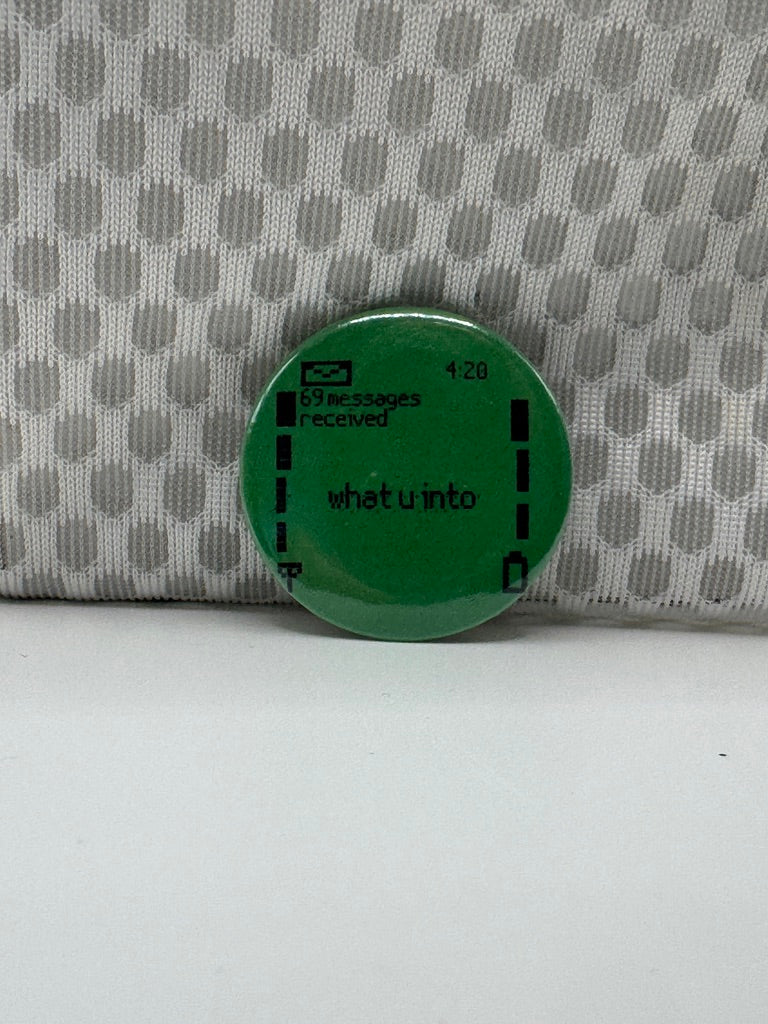 4:20
69 messages
received
what u into